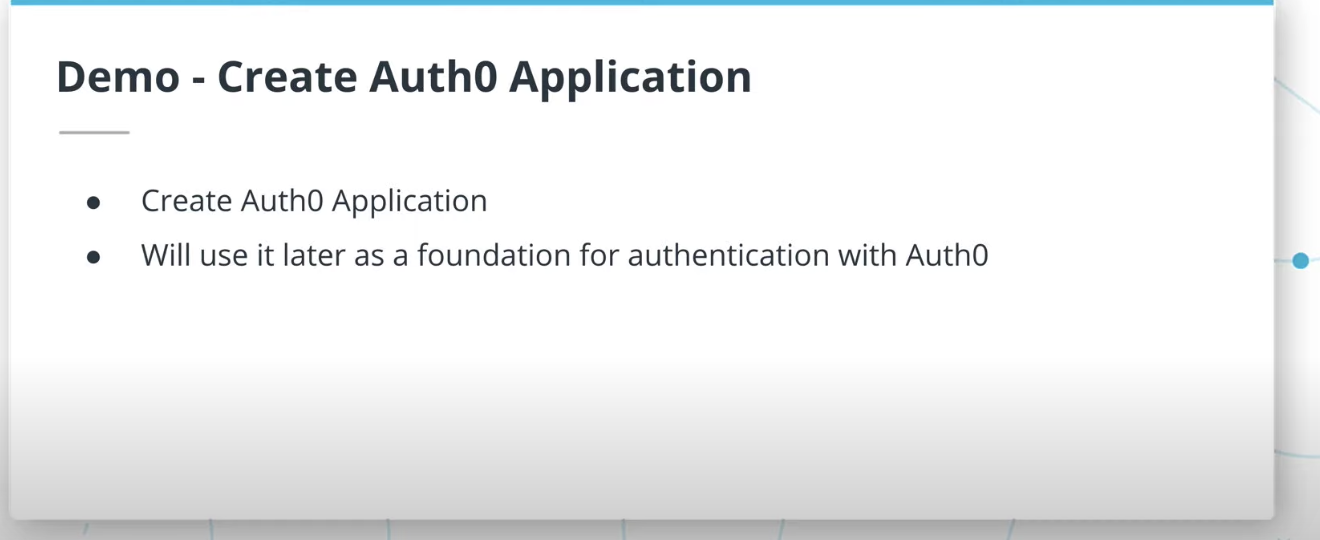 Demo - Create Auth0 Application
● Create Auth0 Application
● Will use it later as a foundation for authentication with Auth0